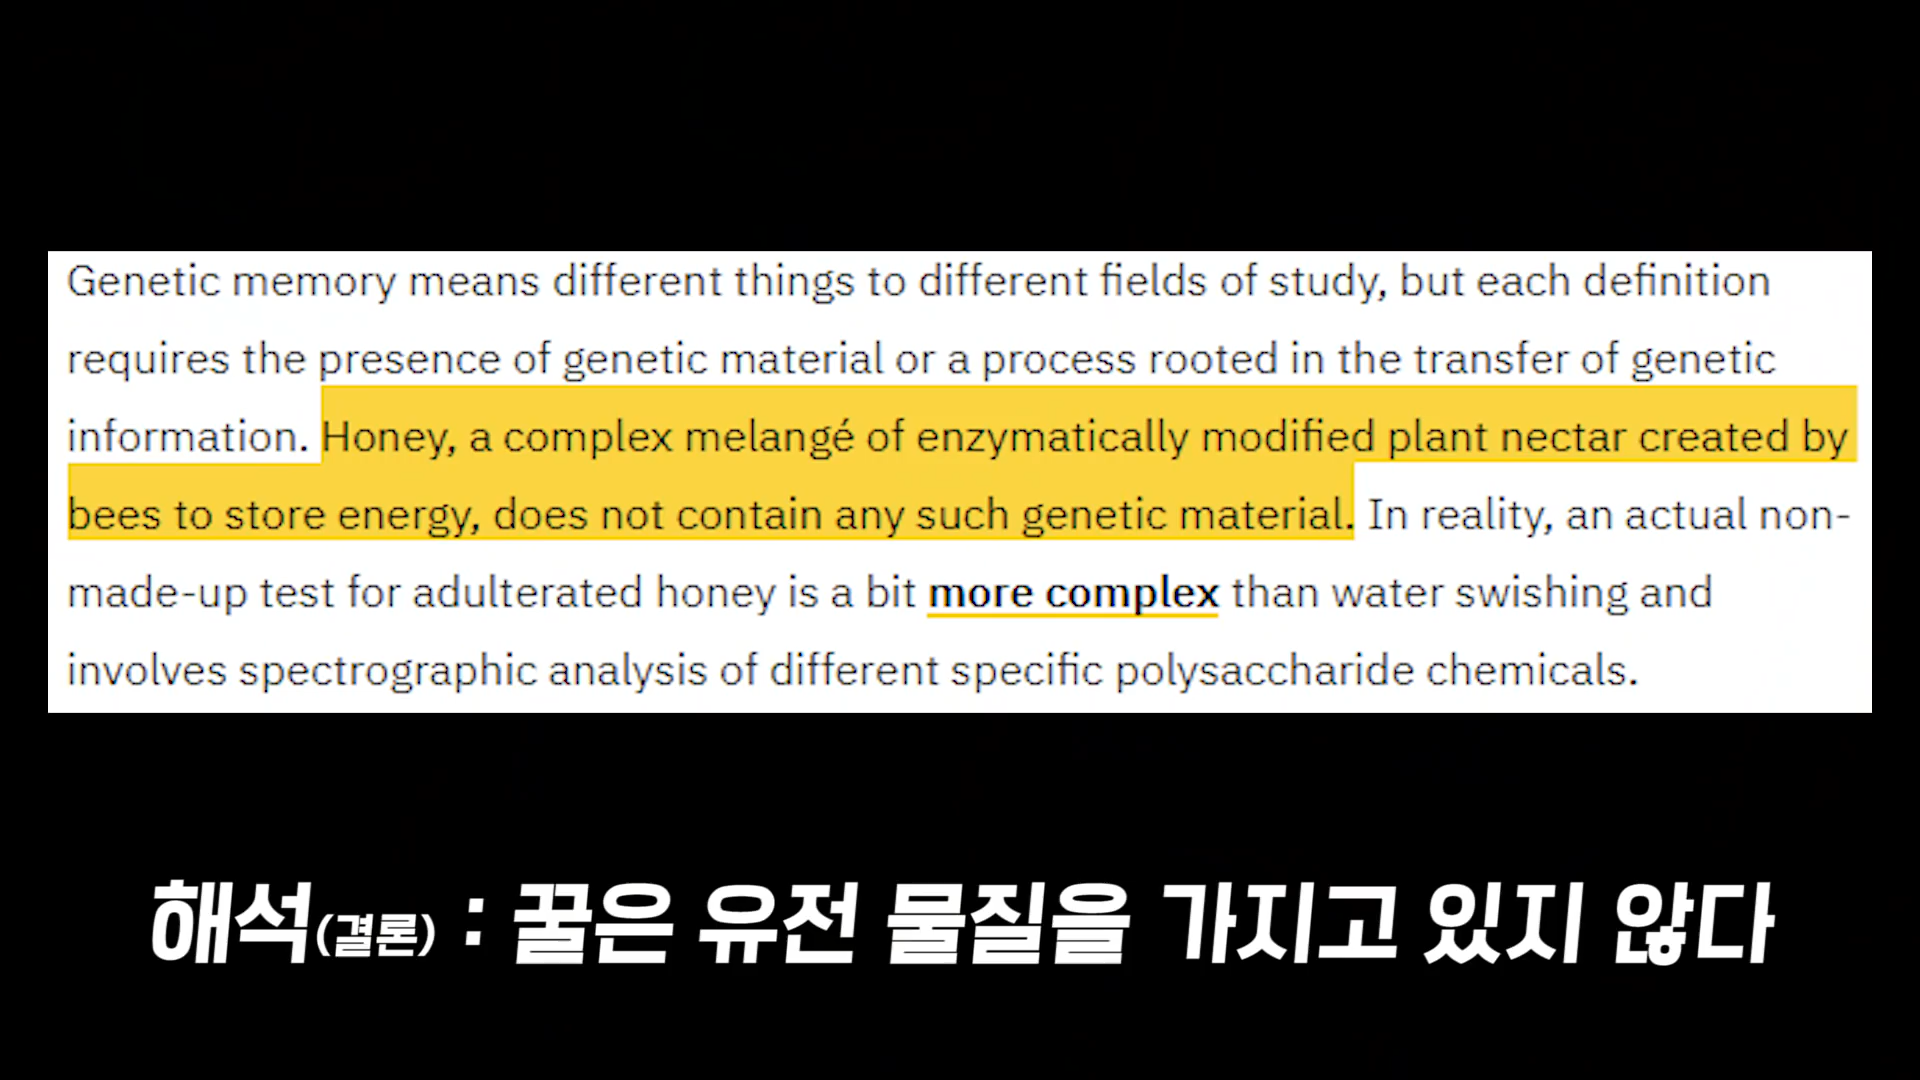 Genetic memory means different things to different fields of study, but each definition
requires the presence of genetic material or a process rooted in the transfer of genetic
information. Honey, a complex melangé of enzymatically modified plant nectar created by
bees to store energy, does not contain any such genetic material. In reality, an actual non-
made-up test for adulterated honey is a bit more complex than water swishing and
involves spectrographic analysis of different specific polysaccharide chemicals.
해석(결론) : 꿀은 유전 물질을 가지고 있지 않다